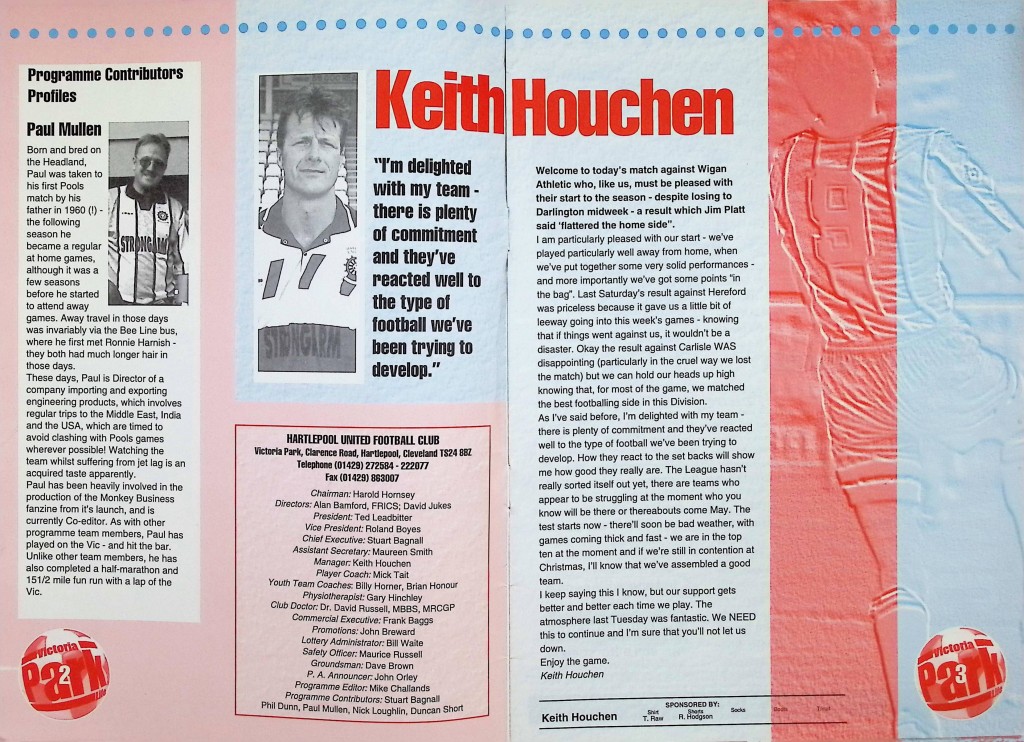 Programme Contributors
Profiles
Paul Mullen
Born and bred on
the Headland,
Paul was taken to
his first Pools
match by his
father in 1960 (!) -
the following
season he
became a regular
at home games,
although it was a
few seasons
before he started
to attend away
games. Away travel in those days
was invariably via the Bee Line bus,
where he first met Ronnie Harnish -
they both had much longer hair in
those days.
These days, Paul is Director of a
company importing and exporting
engineering products, which involves
regular trips to the Middle East, India
and the USA, which are timed to
avoid clashing with Pools games
wherever possible! Watching the
team whilst suffering from jet lag is an
acquired taste apparently.
Paul has been heavily involved in the
production of the Monkey Business
fanzine from it's launch, and is
currently Co-editor. As with other
programme team members, Paul has
played on the Vic - and hit the bar.
Unlike other team members, he has
also completed a half-marathon and
151/2 mile fun run with a lap of the
Vic.
STRONGARM
Victoria
Park
2
STRONGARM
Keith Houchen
"I'm delighted
with my team -
there is plenty
of commitment
and they've
reacted well to
the type of
football we've
been trying to
develop."
HARTLEPOOL UNITED FOOTBALL CLUB
Victoria Park, Clarence Road, Hartlepool, Cleveland TS24 8BZ
Telephone (01429) 272584 - 222077
Fax (01429) 863007
Chairman: Harold Hornsey
Directors: Alan Bamford, FRICS; David Jukes
President: Ted Leadbitter
Vice President: Roland Boyes
Chief Executive: Stuart Bagnall
Assistant Secretary: Maureen Smith
Manager: Keith Houchen
Player Coach: Mick Tait
Youth Team Coaches: Billy Horner, Brian Honour
Physiotherapist: Gary Hinchley
Club Doctor: Dr. David Russell, MBBS, MRCGP
Commercial Executive: Frank Baggs
Promotions: John Breward
Lottery Administrator: Bill Waite
Safety Officer: Maurice Russell
Groundsman: Dave Brown
P. A. Announcer: John Orley
Programme Editor: Mike Challands
Programme Contributors: Stuart Bagnall
Phil Dunn, Paul Mullen, Nick Loughlin, Duncan Short
Welcome to today's match against Wigan
Athletic who, like us, must be pleased with
their start to the season - despite losing to
Darlington midweek - a result which Jim Platt
said 'flattered the home side".
I am particularly pleased with our start - we've
played particularly well away from home, when
we've put together some very solid performances -
and more importantly we've got some points "in
the bag". Last Saturday's result against Hereford
was priceless because it gave us a little bit of
leeway going into this week's games - knowing
that if things went against us, it wouldn't be a
disaster. Okay the result against Carlisle WAS
disappointing (particularly in the cruel way we lost
the match) but we can hold our heads up high
knowing that, for most of the game, we matched
the best footballing side in this Division.
As I've said before, I'm delighted with my team -
there is plenty of commitment and they've reacted
well to the type of football we've been trying to
develop. How they react to the set backs will show
me how good they really are. The League hasn't
really sorted itself out yet, there are teams who
appear to be struggling at the moment who you
know will be there or thereabouts come May. The
test starts now - there'll soon be bad weather, with
games coming thick and fast - we are in the top
ten at the moment and if we're still in contention at
Christmas, I'll know that we've assembled a good
team.
I keep saying this I know, but our support gets
better and better each time we play. The
atmosphere last Tuesday was fantastic. We NEED
this to continue and I'm sure that you'll not let us
down.
Enjoy the game.
Keith Houchen
SPONSORED BY:
Keith Houchen
Shirt
T. Raw
Shorts
R. Hodgson
Socks
Boots
Victoria
Park
3